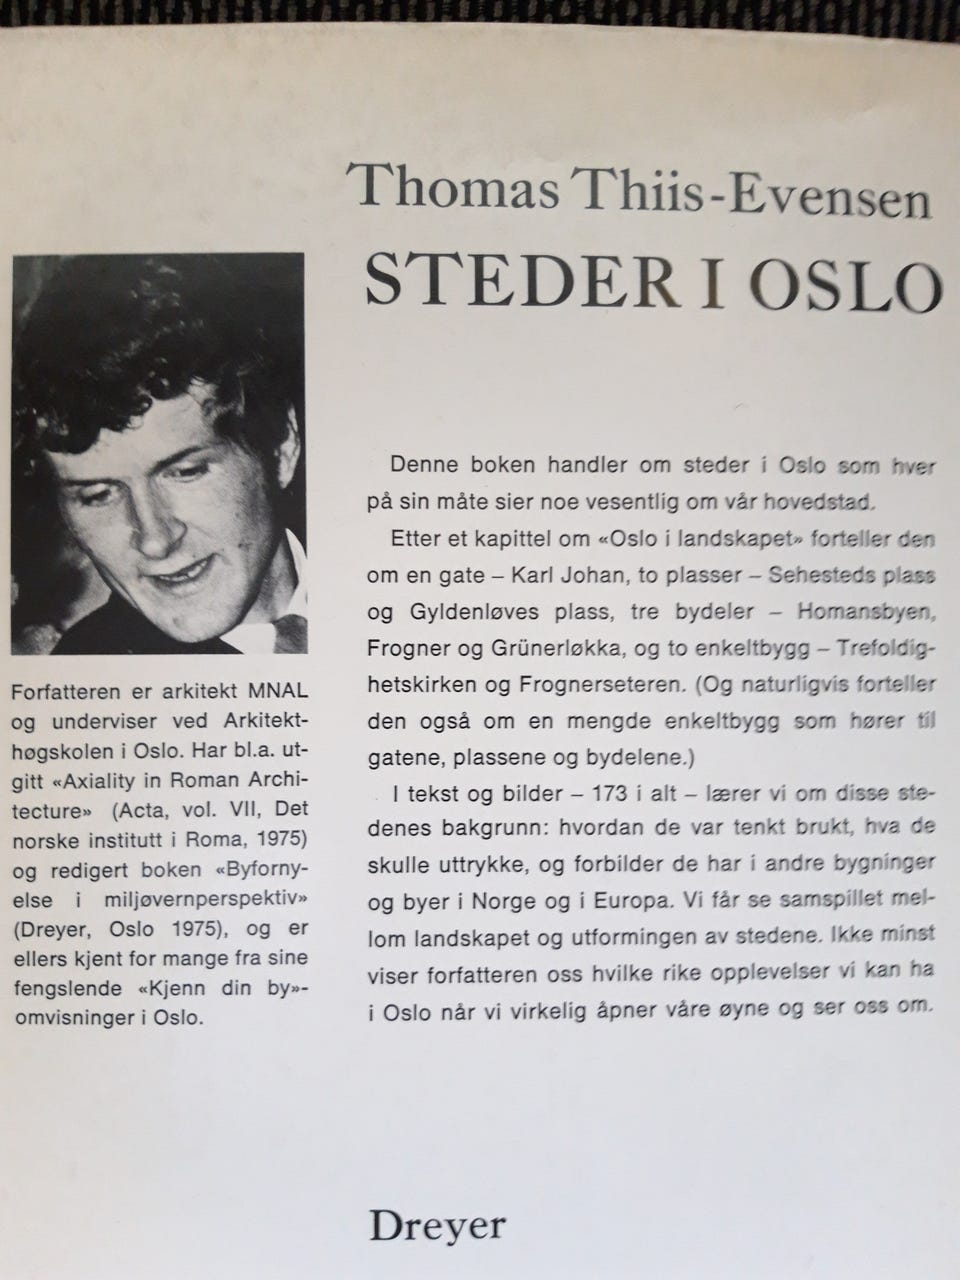 Thomas Thiis-Evensen
STEDER I OSLO
Forfatteren er arkitekt MNAL
og underviser ved Arkitekt-
høgskolen i Oslo. Har bl.a. ut-
gitt «Axiality in Roman Archi-
tecture» (Acta, vol. VII, Det
norske institutt i Roma, 1975)
og redigert boken «Byforny-
else i miljøvernperspektiv»
(Dreyer, Oslo 1975), og er
ellers kjent for mange fra sine
fengslende «Kjenn din by»-
omvisninger i Oslo.
Denne boken handler om steder i Oslo som hver
på sin måte sier noe vesentlig om vår hovedstad.
Etter et kapittel om «Oslo i landskapet» forteller den
om en gate – Karl Johan, to plasser – Sehesteds plass
og Gyldenløves plass, tre bydeler – Homansbyen,
Frogner og Grünerløkka, og to enkeltbygg – Trefoldig-
hetskirken og Frognerseteren. (Og naturligvis forteller
den også om en mengde enkeltbygg som hører til
gatene, plassene og bydelene.)
I tekst og bilder – 173 i alt – lærer vi om disse ste-
denes bakgrunn: hvordan de var tenkt brukt, hva de
skulle uttrykke, og forbilder de har i andre bygninger
og byer i Norge og i Europa. Vi får se samspillet mel-
lom landskapet og utformingen av stedene. Ikke minst
viser forfatteren oss hvilke rike opplevelser vi kan ha
i Oslo når vi virkelig åpner våre øyne og ser oss om.
Dreyer